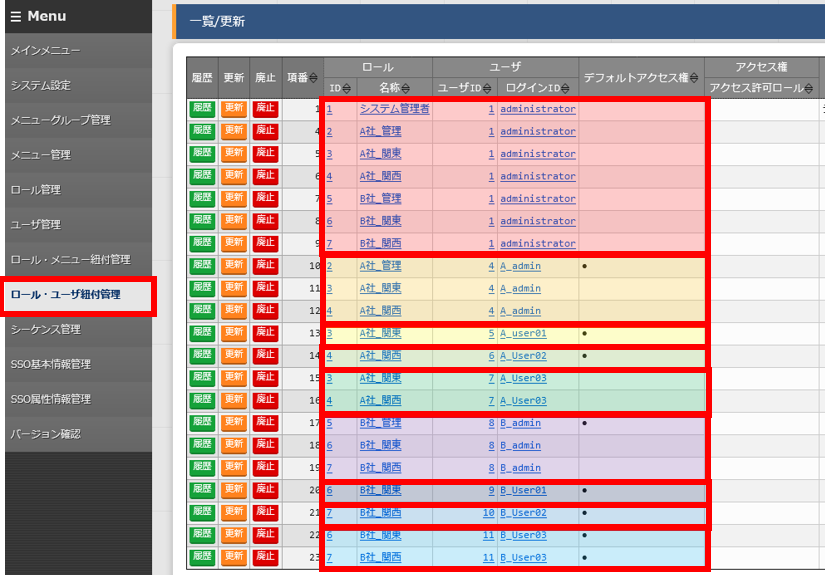 ☰ Menu
メインメニュー
システム設定
メニューグループ管理
メニュー管理
ロール管理
ユーザ管理
ロール・メニュー紐付管理
ロール・ユーザ紐付管理
シーケンス管理
SSO基本情報管理
SSO属性情報管理
バージョン確認
一覧/更新
履歴 更新 廃止 項番 ロール ユーザ デフォルトアクセス権 アクセス権
ID 名称 ユーザID ログインID アクセス許可ロール
履歴 更新 廃止 1 1 システム管理者 1 administrator
履歴 更新 廃止 4 2 A社_管理 1 administrator
履歴 更新 廃止 5 3 A社_関東 1 administrator
履歴 更新 廃止 6 4 A社_関西 1 administrator
履歴 更新 廃止 7 5 B社_管理 1 administrator
履歴 更新 廃止 8 6 B社_関東 1 administrator
履歴 更新 廃止 9 7 B社_関西 1 administrator
履歴 更新 廃止 10 2 A社_管理 4 A_admin ●
履歴 更新 廃止 11 3 A社_関東 4 A_admin
履歴 更新 廃止 12 4 A社_関西 4 A_admin
履歴 更新 廃止 13 3 A社_関東 5 A_user01 ●
履歴 更新 廃止 14 4 A社_関西 6 A_User02 ●
履歴 更新 廃止 15 3 A社_関東 7 A_User03
履歴 更新 廃止 16 4 A社_関西 7 A_User03
履歴 更新 廃止 17 5 B社_管理 8 B_admin ●
履歴 更新 廃止 18 6 B社_関東 8 B_admin
履歴 更新 廃止 19 7 B社_関西 8 B_admin
履歴 更新 廃止 20 6 B社_関東 9 B_User01 ●
履歴 更新 廃止 21 7 B社_関西 10 B_User02 ●
履歴 更新 廃止 22 6 B社_関東 11 B_User03 ●
履歴 更新 廃止 23 7 B社_関西 11 B_User03 ●